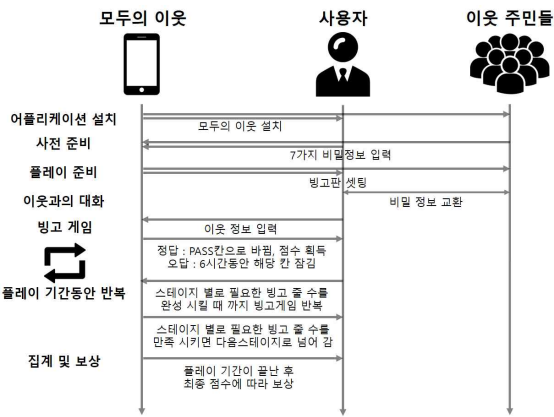 모두의 이웃
사용자
이웃 주민들
어플리케이션 설치
모두의 이웃 설치
사전 준비
7가지 비밀정보 입력
플레이 준비
빙고판 셋팅
이웃과의 대화
비밀 정보 교환
빙고 게임
이웃 정보 입력
정답 : PASS칸으로 바뀜, 점수 획득
오답 : 6시간동안 해당 칸 잠김
플레이 기간동안 반복
스테이지 별로 필요한 빙고 줄 수를
완성 시킬 때 까지 빙고게임 반복
스테이지 별로 필요한 빙고 줄 수를
만족 시키면 다음스테이지로 넘어 감
집계 및 보상
플레이 기간이 끝난 후
최종 점수에 따라 보상